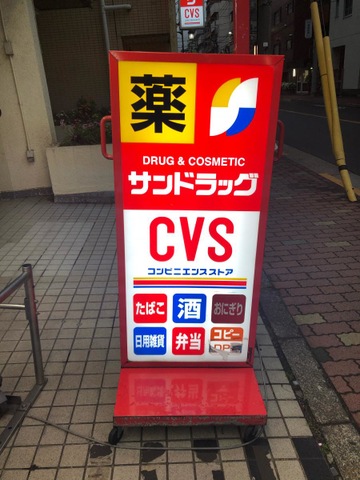 CVS
薬
DRUG & COSMETIC
サンドラッグ
CVS
コンビニエンスストア
たばこ 酒 おにぎり
日用雑貨 弁当 コピー